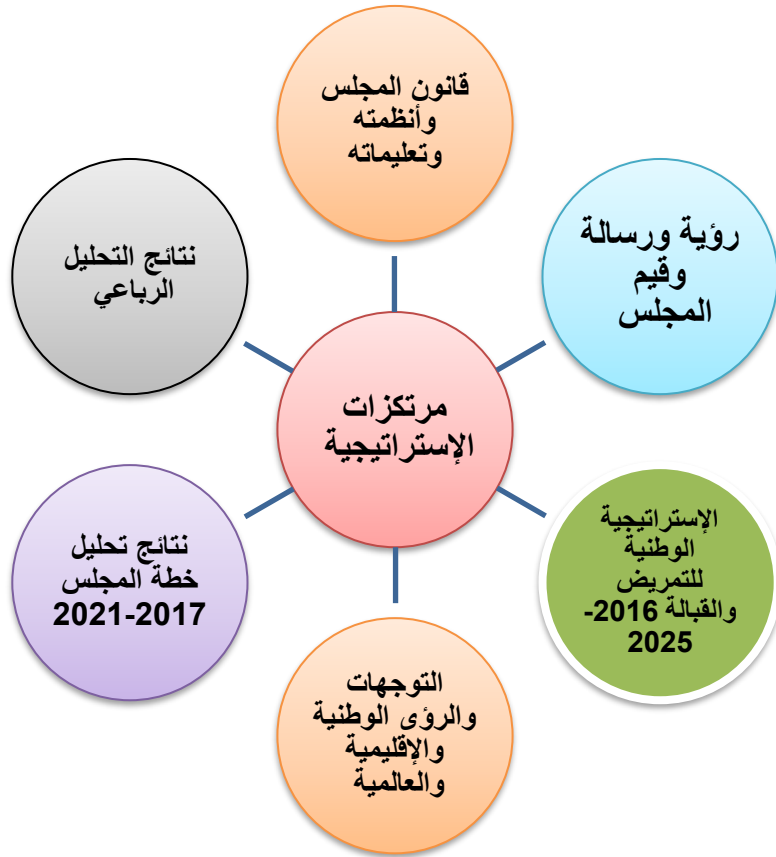 قانون المجلس
وأنظمته
وتعليماته
رؤية ورسالة
وقيم
المجلس
الإستراتيجية
الوطنية
للتمريض
والقبالة 2016-
2025
التوجهات
والرؤى الوطنية
والإقليمية
والعالمية
نتائج تحليل
خطة المجلس
2021-2017
نتائج التحليل
الرباعي
مرتكزات
الإستراتيجية